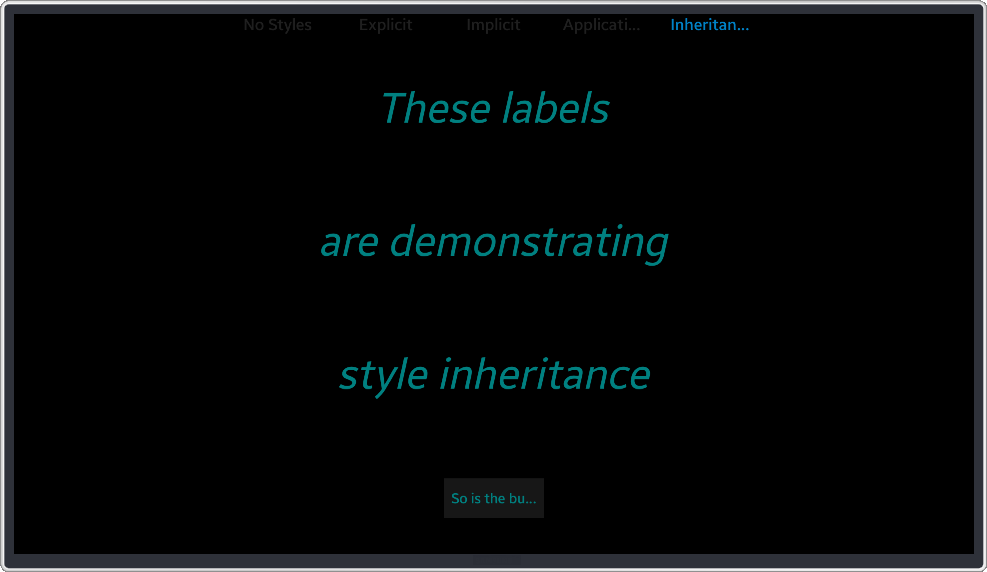 No Styles Explicit Implicit Applicati... Inheritan...
These labels
are demonstrating
style inheritance
So is the bu...